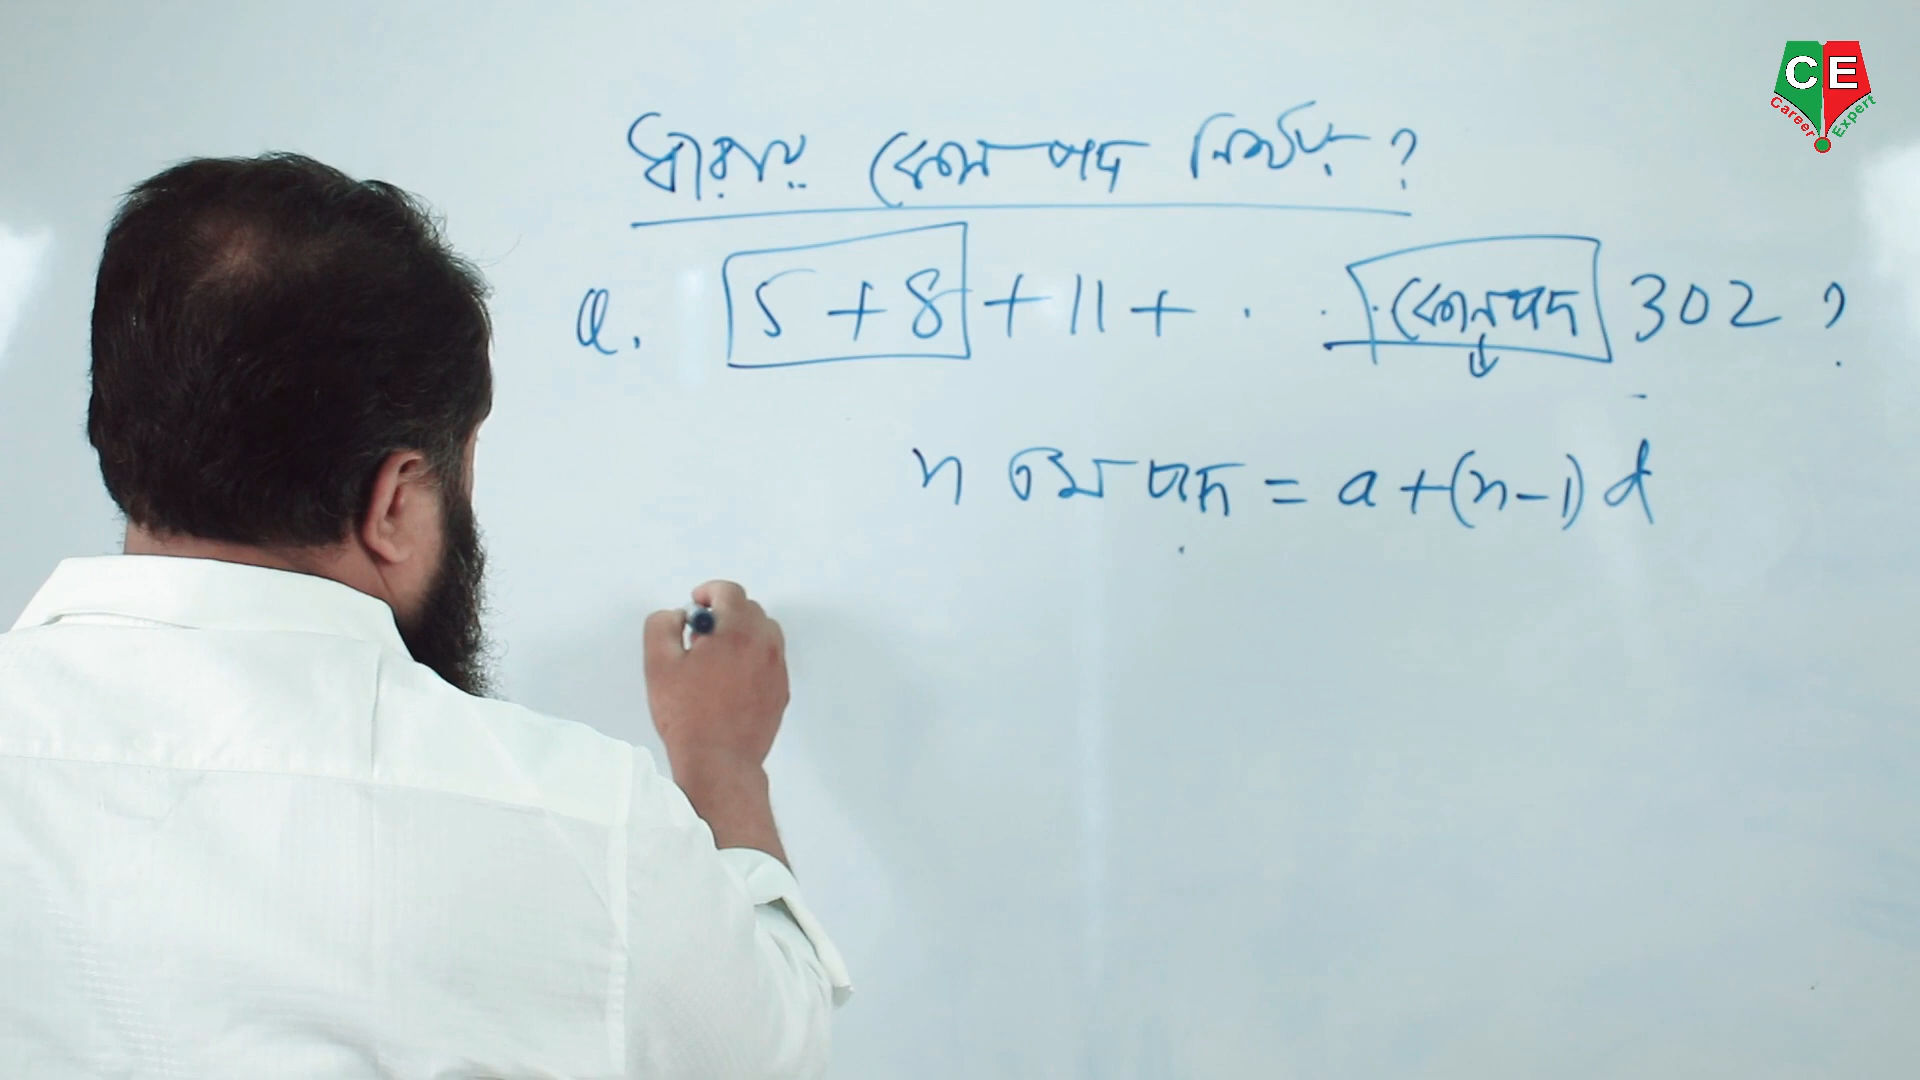 ধারায় কোন পদ নির্ণয় ?
Q. 5 + 8 + 11 + . . . কোন পদ 302 ?
n তম পদ = a + (n-1) d
CE
Career Expert